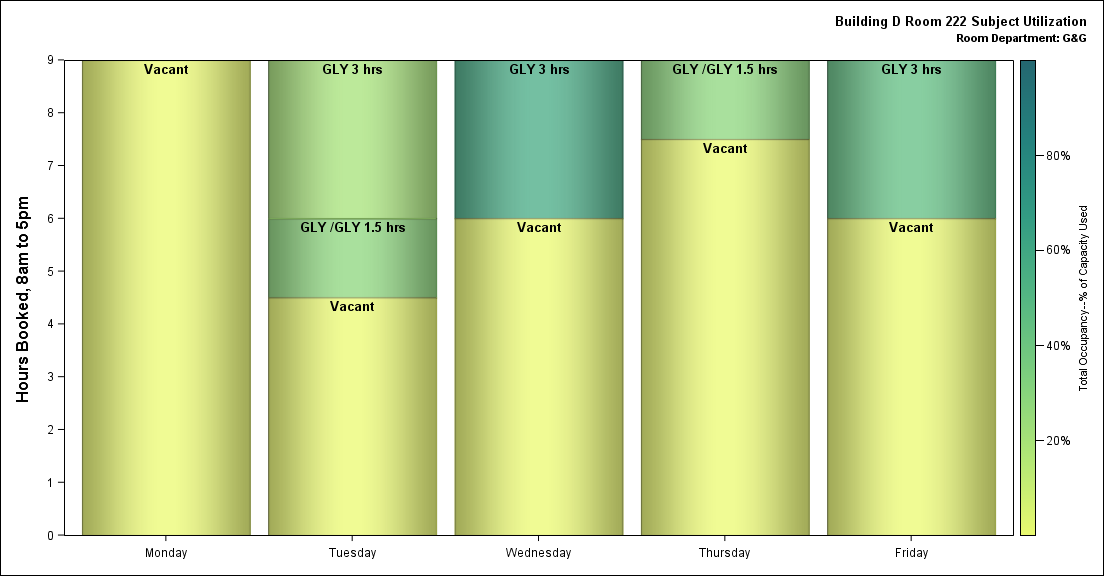 Building D Room 222 Subject Utilization
Room Department: G&G
Hours Booked, 8am to 5pm
9
8
7
6
5
4
3
2
1
0
Vacant
GLY 3 hrs
GLY /GLY 1.5 hrs
Vacant
GLY 3 hrs
Vacant
GLY /GLY 1.5 hrs
Vacant
GLY 3 hrs
Vacant
Monday
Tuesday
Wednesday
Thursday
Friday
80%
60%
40%
20%
Total Occupancy--% of Capacity Used